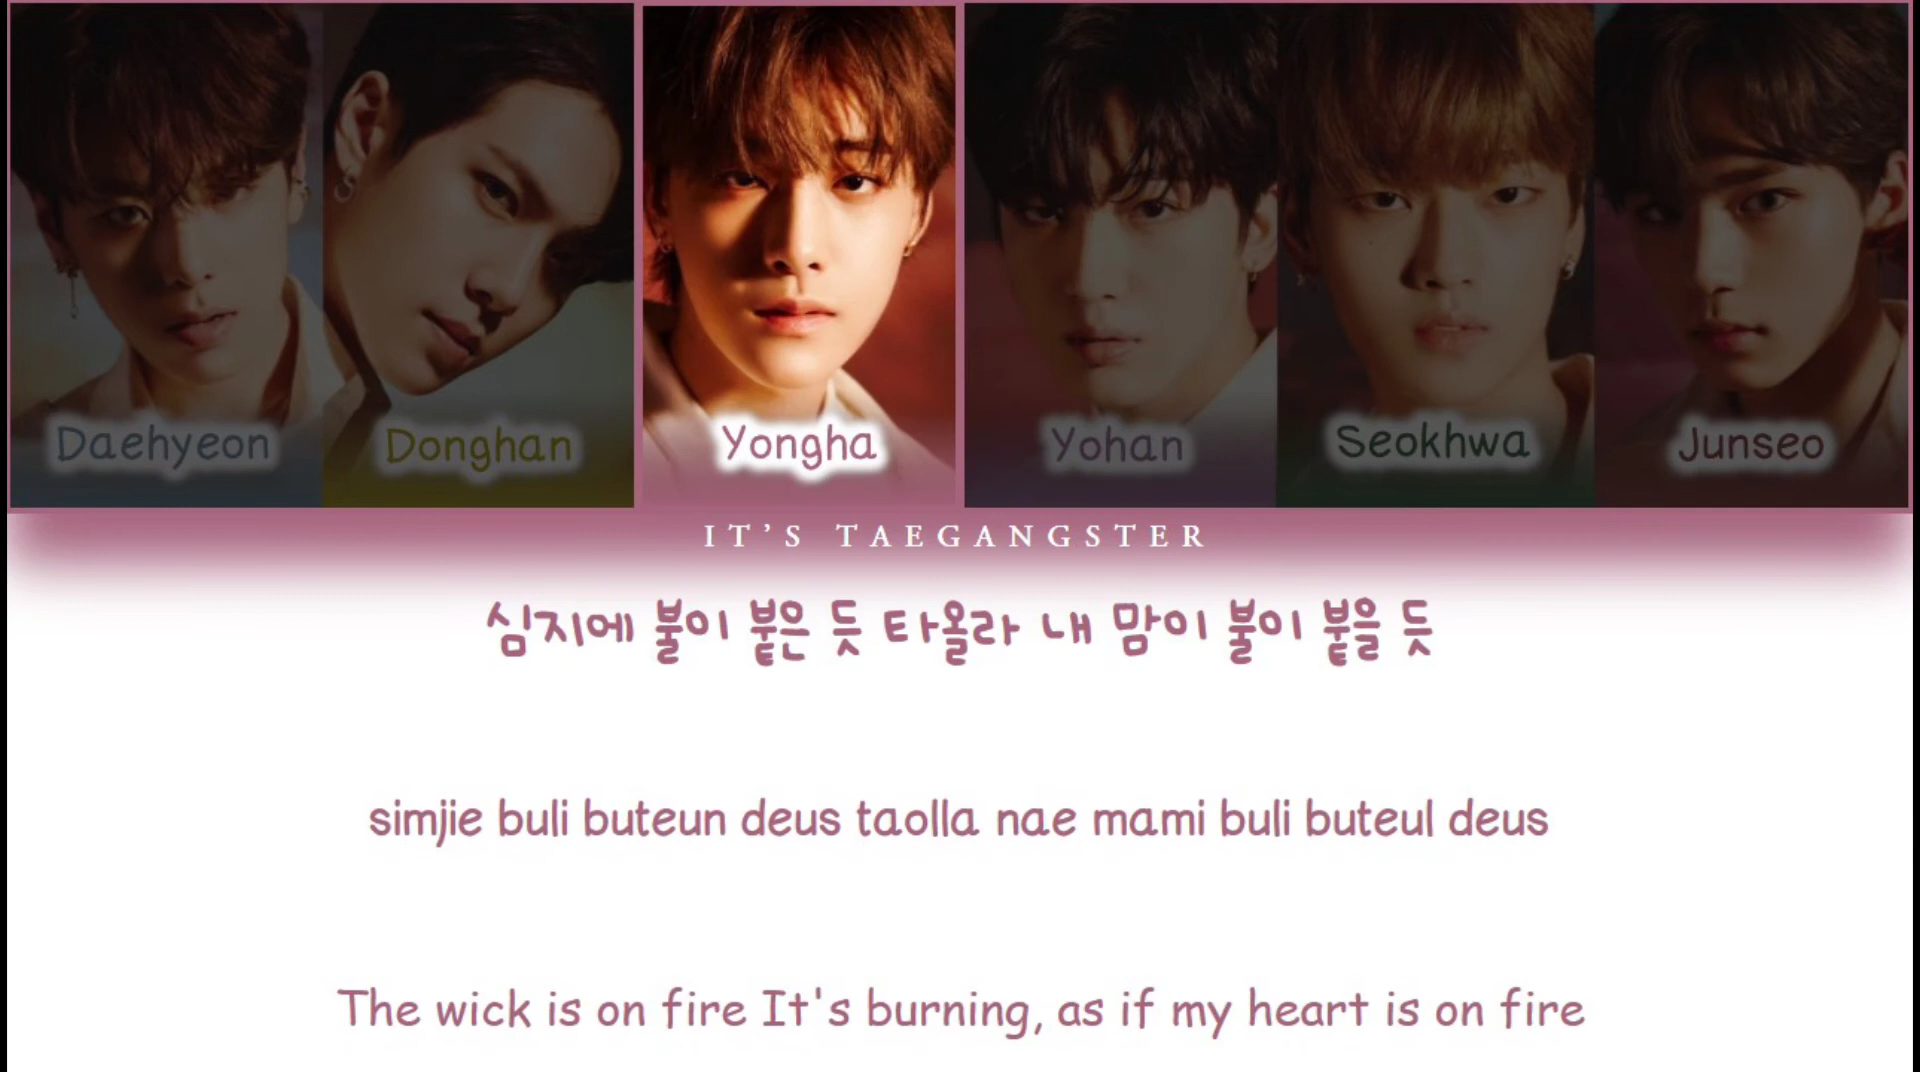 Daehyeon
Donghan
Yongha
Yohan
Seokhwa
Junseo
IT'S TAEGANGSTER
심지에 불이 붙은 듯 타올라 내 맘이 불이 붙을 듯
simjie buli buteun deus taolla nae mami buli buteul deus
The wick is on fire It's burning, as if my heart is on fire